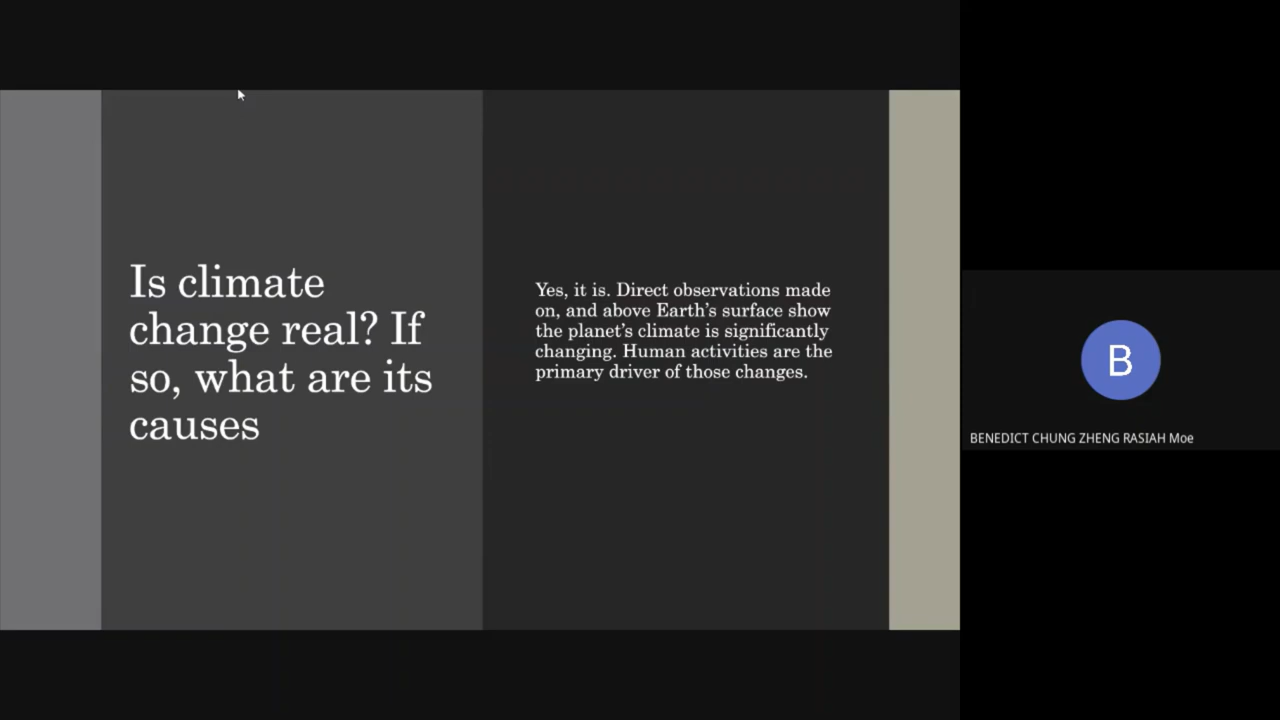 Is climate
change real? If
so, what are its
causes
Yes, it is. Direct observations made
on, and above Earth's surface show
the planet's climate is significantly
changing. Human activities are the
primary driver of those changes.
B
BENEDICT CHUNG ZHENG RASIAH Moe